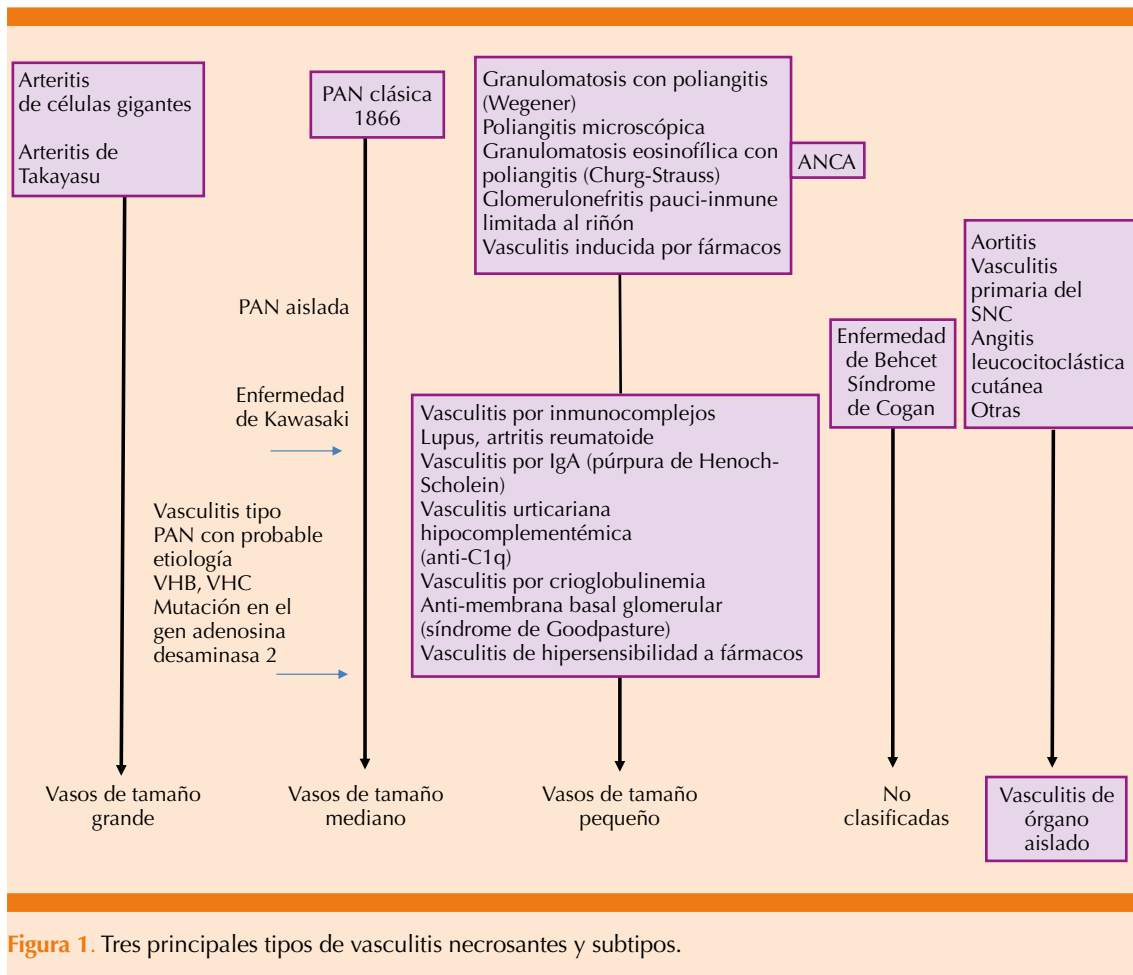 Arteritis
de células gigantes
Arteritis de
Takayasu
Vasos de tamaño
grande
PAN clásica
1866
PAN aislada
Enfermedad
de Kawasaki
Vasculitis tipo
PAN con probable
etiología
VHB, VHC
Mutación en el
gen adenosina
desaminasa 2
Vasos de tamaño
mediano
Granulomatosis con poliangitis
(Wegener)
Poliangitis microscópica
Granulomatosis eosinofílica con
poliangitis (Churg-Strauss)
Glomerulonefritis pauci-inmune
limitada al riñón
Vasculitis inducida por fármacos
ANCA
Vasculitis por inmunocomplejos
Lupus, artritis reumatoide
Vasculitis por IgA (púrpura de Henoch-
Scholein)
Vasculitis urticariana
hipocomplementémica
(anti-C1q)
Vasculitis por crioglobulinemia
Anti-membrana basal glomerular
(síndrome de Goodpasture)
Vasculitis de hipersensibilidad a fármacos
Vasos de tamaño
pequeño
Enfermedad
de Behcet
Síndrome
de Cogan
No
clasificadas
Aortitis
Vasculitis
primaria del
SNC
Angitis
leucocitoclástica
cutánea
Otras
Vasculitis de
órgano
aislado
Figura 1. Tres principales tipos de vasculitis necrosantes y subtipos.